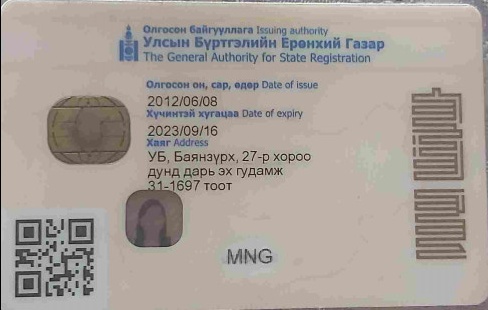 Олгосон байгууллага Issuing authority
Улсын Бүртгэлийн Ерөнхий Газар
The General Authority for State Registration
Олгосон он, сар, өдөр Date of issue
2012/06/08
Хүчинтэй хугацаа Date of expiry
2023/09/16
Хаяг Address
УБ, Баянзүрх, 27-р хороо
дунд дарь эх гудамж
31-1697 тоот
MNG